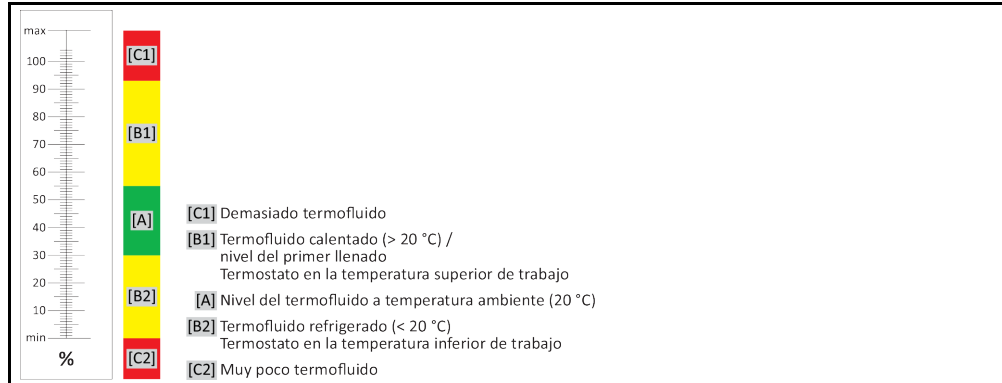 max
100
90
80
70
60
50
40
30
20
10
min
%
[C1]
[B1]
[A]
[B2]
[C2]
[C1] Demasiado termofluido
[B1] Termofluido calentado (> 20 °C) /
nivel del primer llenado
Termostato en la temperatura superior de trabajo
[A] Nivel del termofluido a temperatura ambiente (20 °C)
[B2] Termofluido refrigerado (< 20 °C)
Termostato en la temperatura inferior de trabajo
[C2] Muy poco termofluido